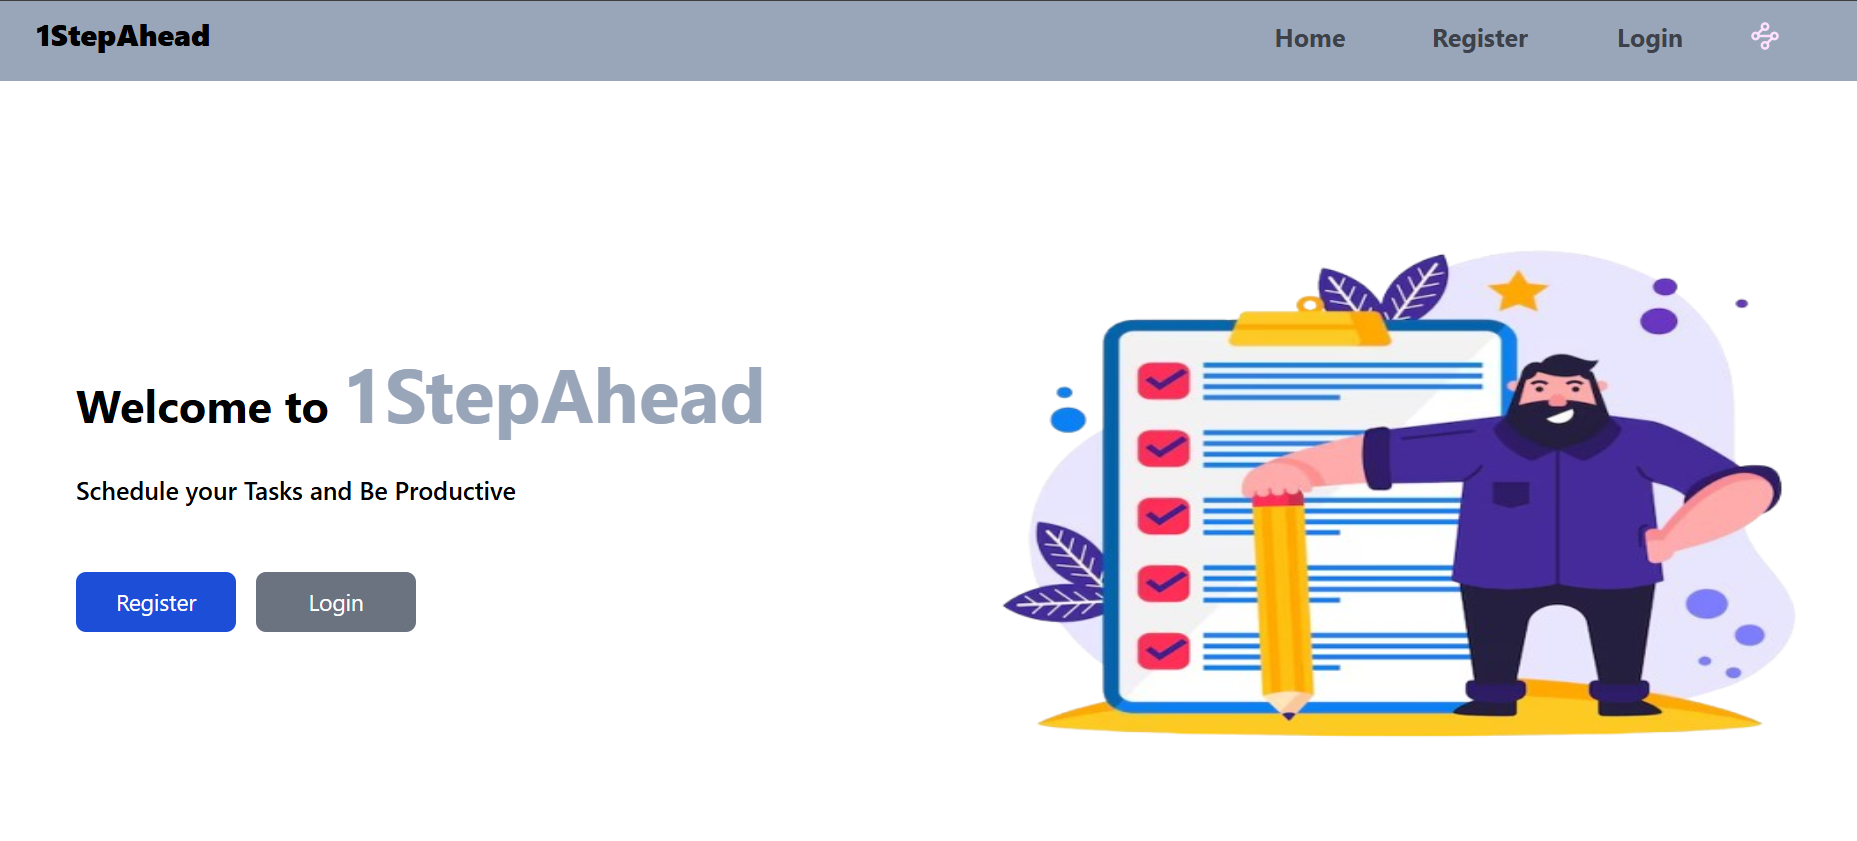 1StepAhead
Home Register Login
Welcome to 1StepAhead
Schedule your Tasks and Be Productive
Register Login